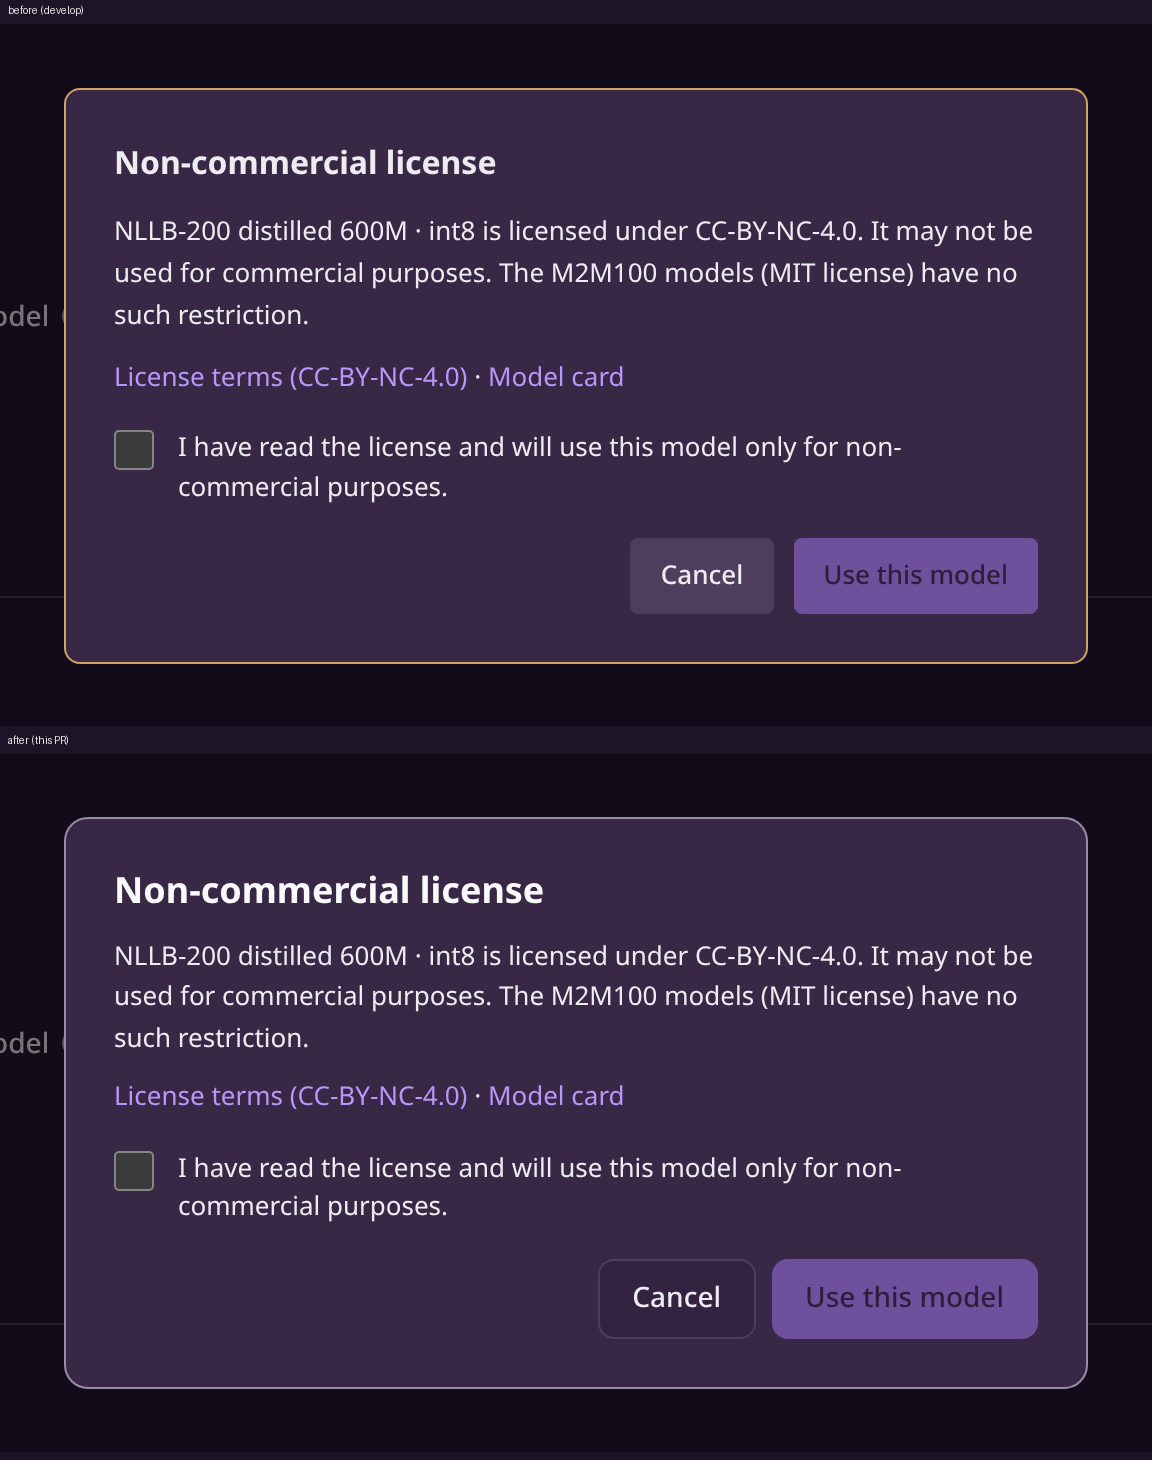 before (develop)
Non-commercial license
NLLB-200 distilled 600M · int8 is licensed under CC-BY-NC-4.0. It may not be
used for commercial purposes. The M2M100 models (MIT license) have no
such restriction.
odel
License terms (CC-BY-NC-4.0) · Model card
I have read the license and will use this model only for non-
commercial purposes.
Cancel
Use this model
after (this PR)
Non-commercial license
NLLB-200 distilled 600M · int8 is licensed under CC-BY-NC-4.0. It may not be
used for commercial purposes. The M2M100 models (MIT license) have no
such restriction.
odel
License terms (CC-BY-NC-4.0) · Model card
I have read the license and will use this model only for non-
commercial purposes.
Cancel
Use this model